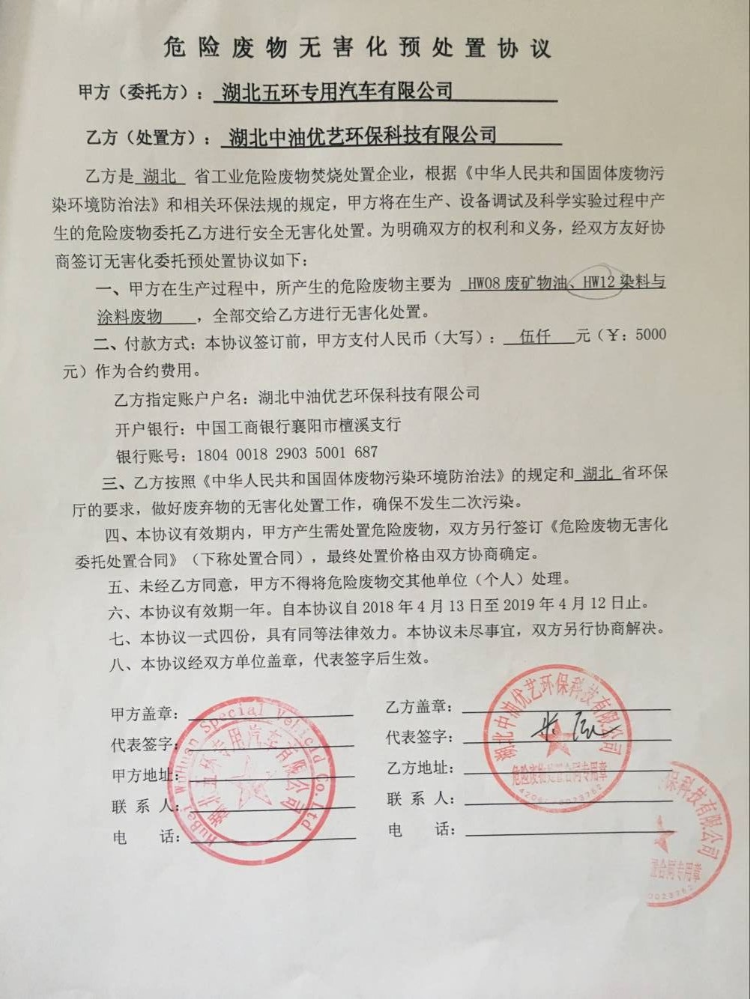 危险废物无害化预处置协议
甲方（委托方）：湖北五环专用汽车有限公司
乙方（处置方）：湖北中油优艺环保科技有限公司
乙方是 湖北 省工业危险废物焚烧处置企业，根据《中华人民共和国固体废物污
染环境防治法》和相关环保法规的规定，甲方将在生产、设备调试及科学实验过程中产
生的危险废物委托乙方进行安全无害化处置。为明确双方的权利和义务，经双方友好协
商签订无害化委托预处置协议如下：
一、甲方在生产过程中，所产生的危险废物主要为 HW08 废矿物油、HW12 染料与
涂料废物 ，全部交给乙方进行无害化处置。
二、付款方式：本协议签订前，甲方支付人民币（大写）： 伍仟 元（￥：5000
元）作为合约费用。
乙方指定账户户名：湖北中油优艺环保科技有限公司
开户银行：中国工商银行襄阳市檀溪支行
银行账号：1804 0018 2903 5001 687
三、乙方按照《中华人民共和国固体废物污染环境防治法》的规定和 湖北 省环保
厅的要求，做好废弃物的无害化处置工作，确保不发生二次污染。
四、本协议有效期内，甲方产生需处置危险废物，双方另行签订《危险废物无害化
委托处置合同》（下称处置合同），最终处置价格由双方协商确定。
五、未经乙方同意，甲方不得将危险废物交其他单位（个人）处理。
六、本协议有效期一年。自本协议自 2018 年 4 月 13 日至 2019 年 4 月 12 日止。
七、本协议一式四份，具有同等法律效力。本协议未尽事宜，双方另行协商解决。
八、本协议经双方单位盖章，代表签字后生效。
甲方盖章：
代表签字：
甲方地址：
联 系 人：
电 话：
HuBei WuHuan Special Co.Ltd
湖北五环专用汽车有限公司
乙方盖章：
代表签字：
乙方地址：
联 系 人：
电 话：
湖北中油优艺环保科技有限公司
危险废物处置合同专用章
保科技有限公司
置合同专用章
0023762